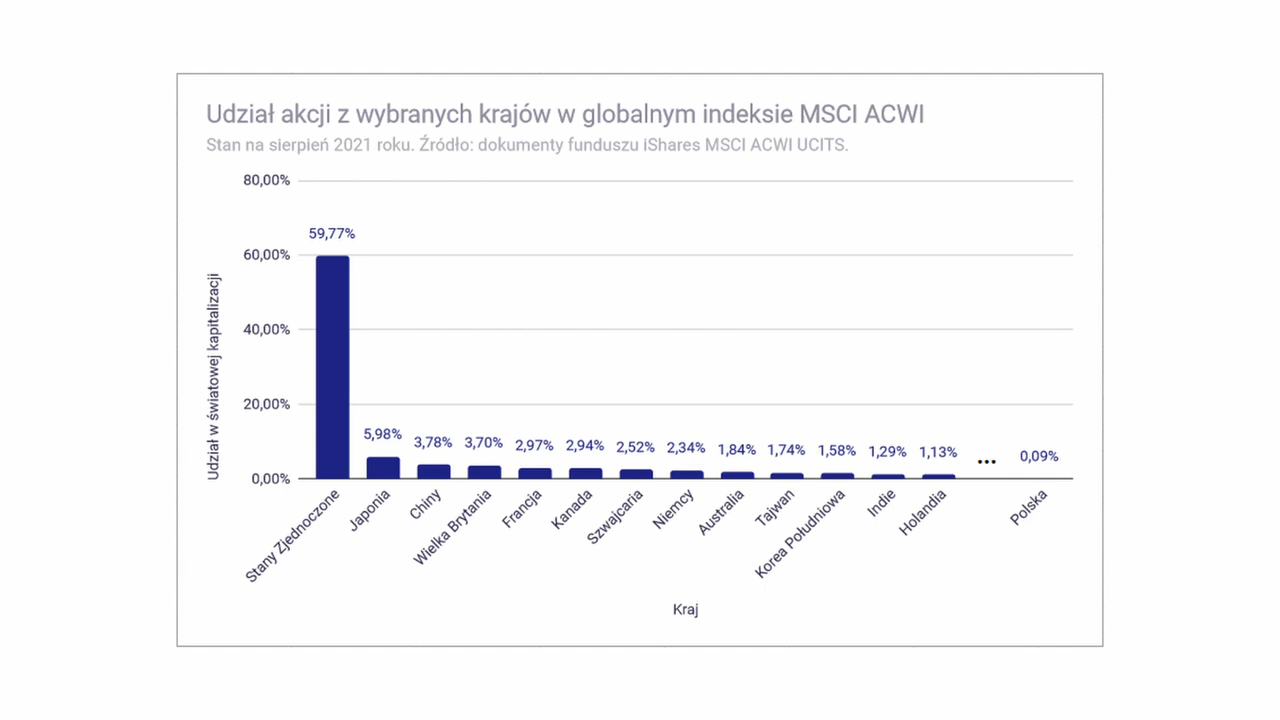 Udział akcji z wybranych krajów w globalnym indeksie MSCI ACWI
Stan na sierpień 2021 roku. Źródło: dokumenty funduszu iShares MSCI ACWI UCITS.
Udział w światowej kapitalizacji
80,00%
60,00%
40,00%
20,00%
0,00%
59,77%
5,98%
3,78%
3,70%
2,97%
2,94%
2,52%
2,34%
1,84%
1,74%
1,58%
1,29%
1,13%
...
0,09%
Stany Zjednoczone
Japonia
Chiny
Wielka Brytania
Francja
Kanada
Szwajcaria
Niemcy
Australia
Tajwan
Korea Południowa
Indie
Holandia
Polska
Kraj